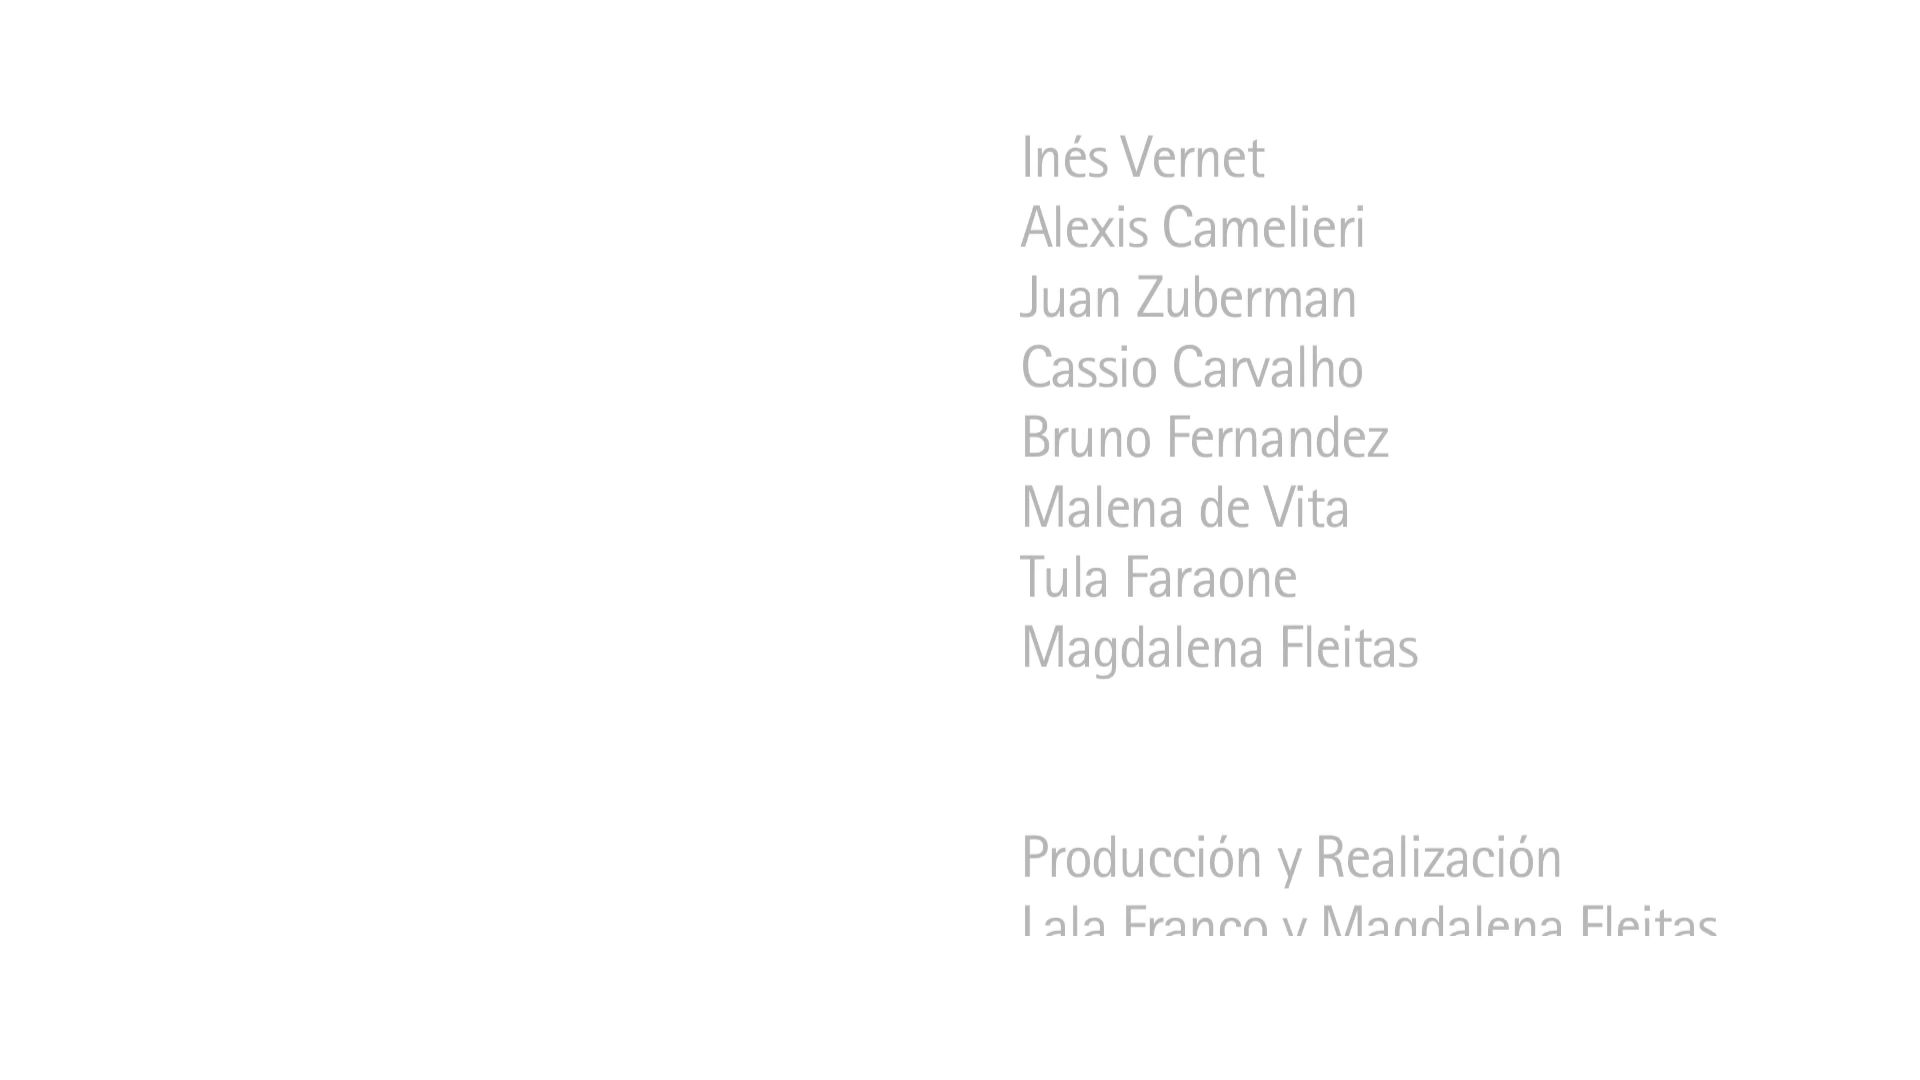 Inés Vernet
Alexis Camelieri
Juan Zuberman
Cassio Carvalho
Bruno Fernandez
Malena de Vita
Tula Faraone
Magdalena Fleitas
Producción y Realización
Lala Franco y Magdalena Fleitas